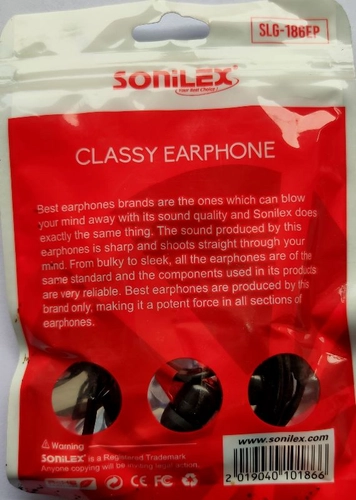 SLG-186EP
SONiLEX
CLASSY EARPHONE
Best earphones brands are the ones which can blow
your mind away with its sound quality and Sonilex does
exactly the same thing. The sound produced by this
earphones is sharp and shoots straight through your
mind. From bulky to sleek, all the earphones are of the
same standard and the components used in its products
are very reliable. Best earphones are produced by this
brand only, making it a potent force in all sections of
earphones.
Warning
SONiLEX is a Registered Trademark
Anyone copying will be inviting legal action.
www.sonilex.com
2 019040 101866